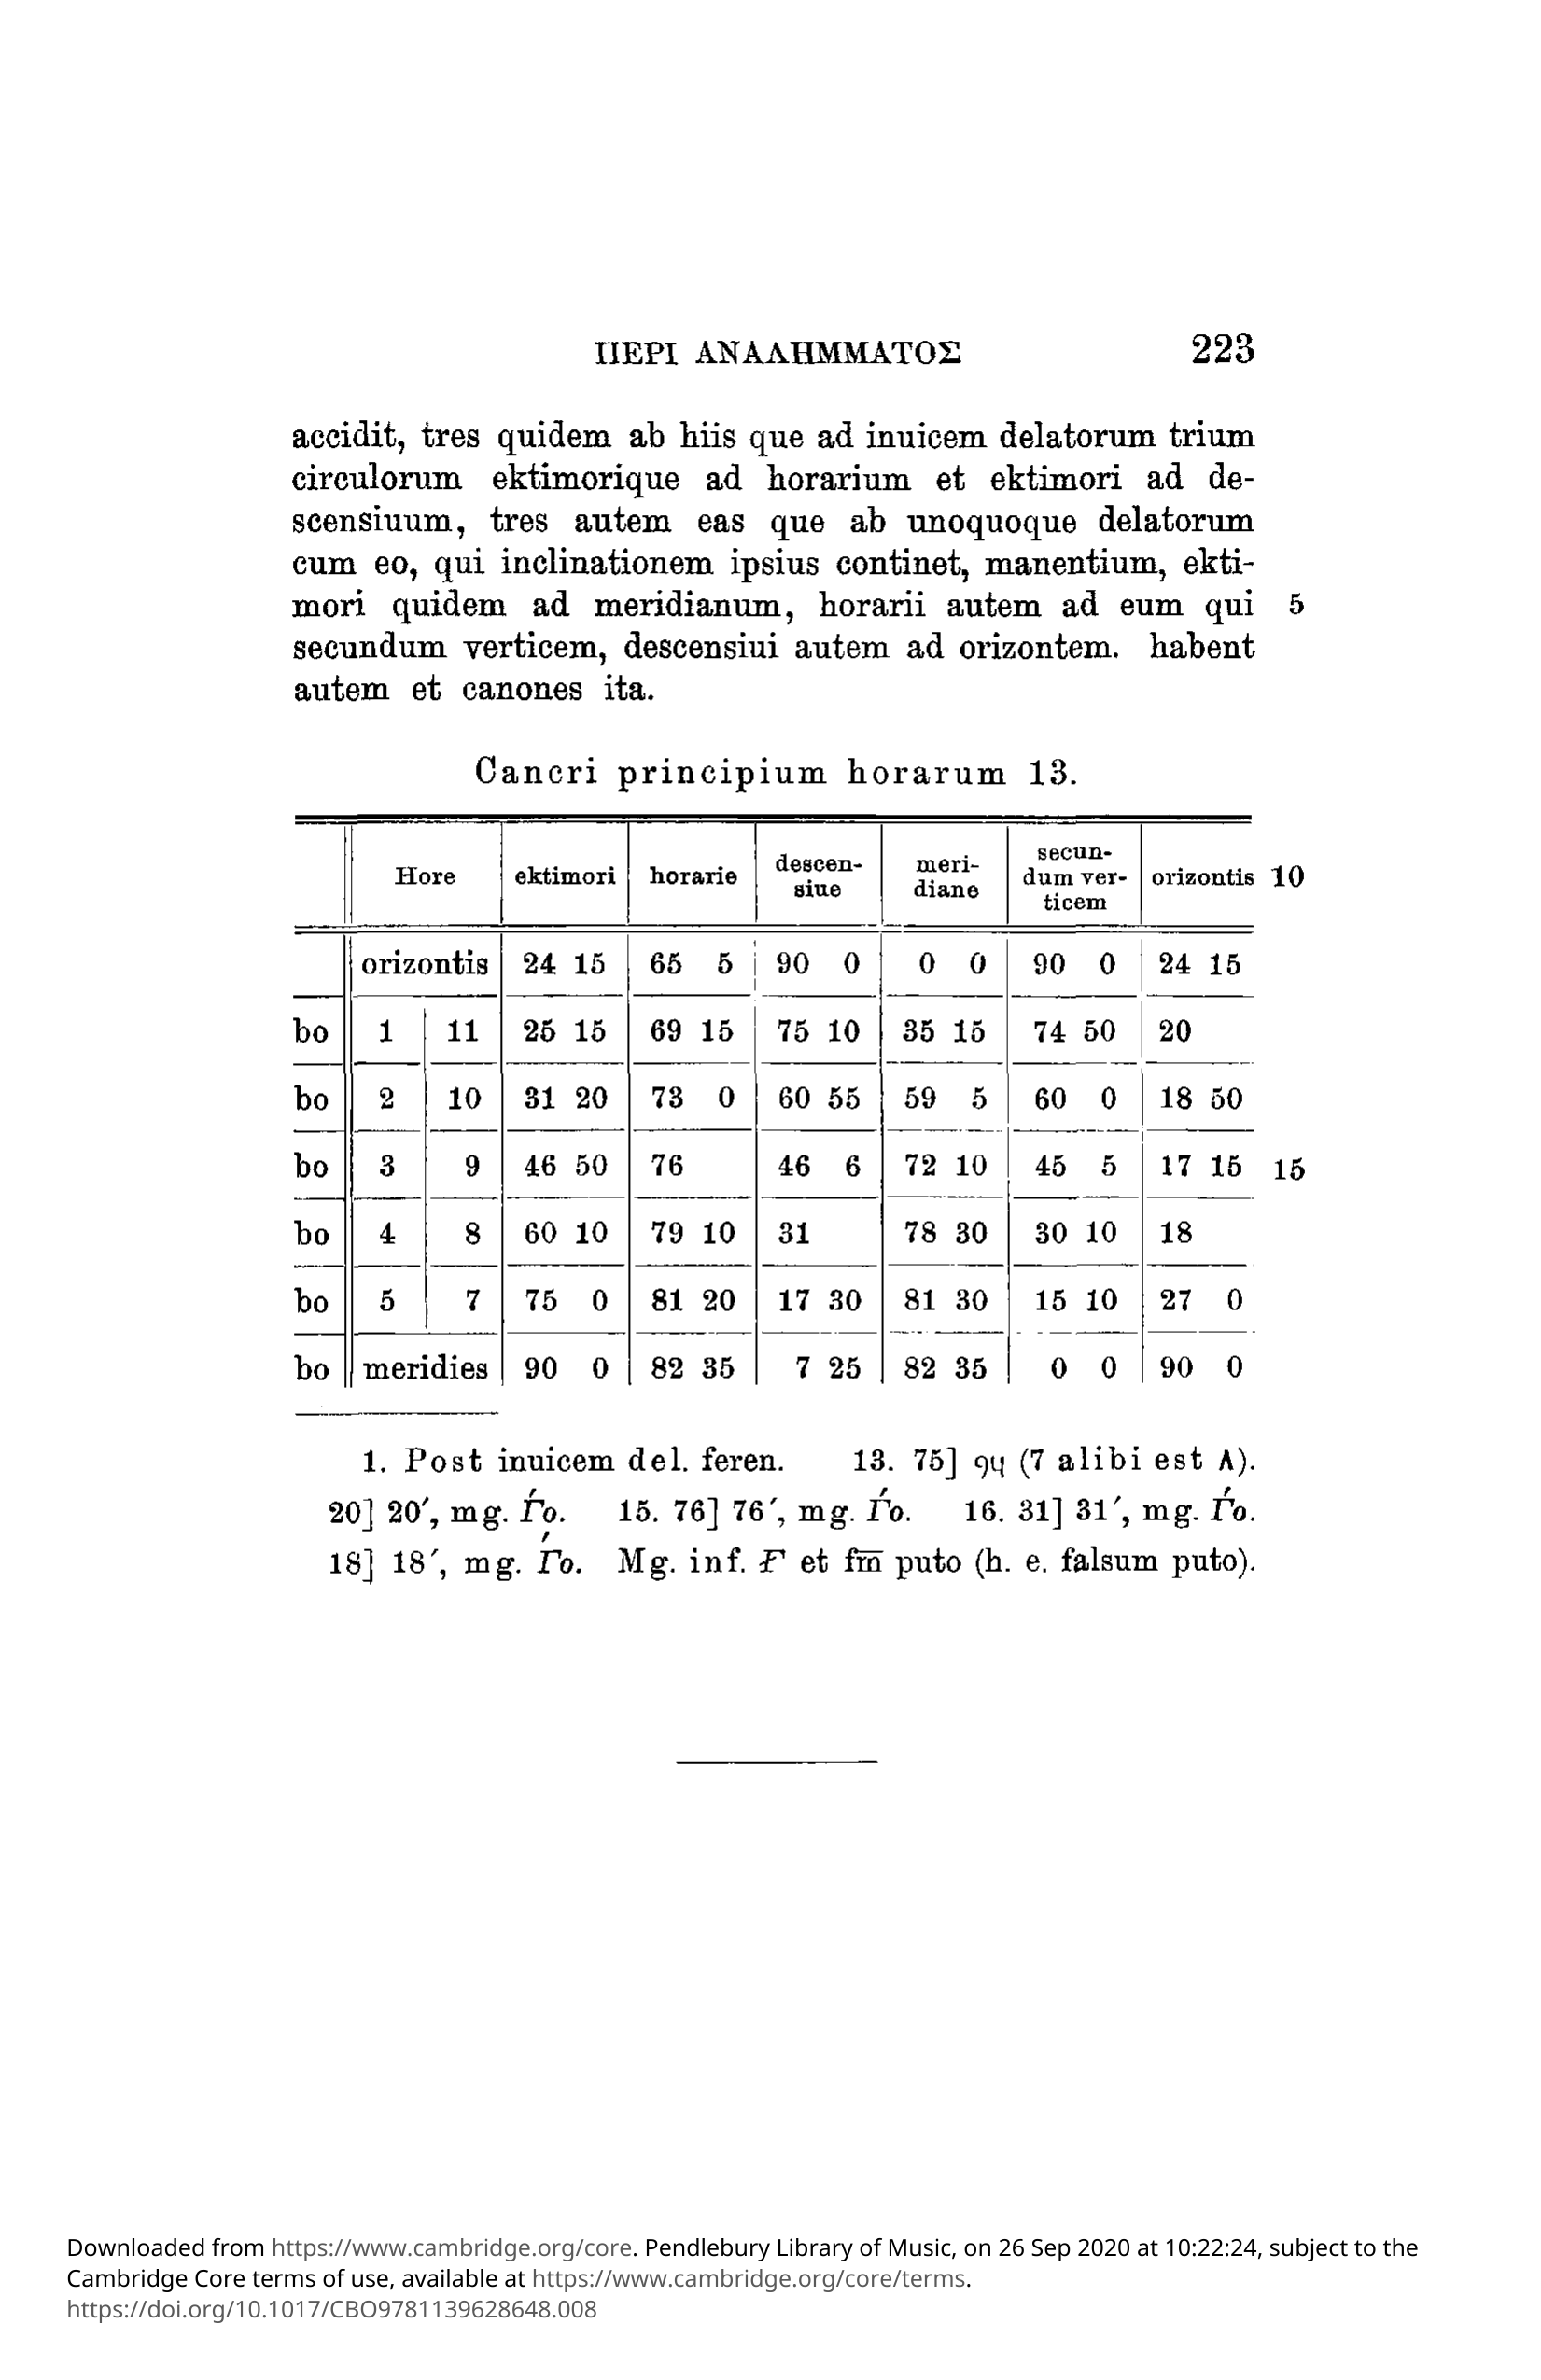 ΠΕΡΙ ΑΝΑΛΗΜΜΑΤΟΣ 223
accidit, tres quidem ab hiis que ad inuicem delatorum trium
circulorum ektimorique ad horarium et ektimori ad de-
scensiuum, tres autem eas que ab unoquoque delatorum
cum eo, qui inclinationem ipsius continet, manentium, ekti-
mori quidem ad meridianum, horarii autem ad eum qui 5
secundum verticem, descensiui autem ad orizontem. habent
autem et canones ita.
Cancri principium horarum 13.
Hore ektimori horarie descen-siue meri-diane secun-dum ver-ticem orizontis 10
orizontis 24 15 65 5 90 0 0 0 90 0 24 15
bo 1 11 25 15 69 15 75 10 35 15 74 50 20
bo 2 10 31 20 73 0 60 55 59 5 60 0 18 50
bo 3 9 46 50 76 46 6 72 10 45 5 17 15 15
bo 4 8 60 10 79 10 31 78 30 30 10 18
bo 5 7 75 0 81 20 17 30 81 30 15 10 27 0
bo meridies 90 0 82 35 7 25 82 35 0 0 90 0
1. Post inuicem del. feren. 13. 75] (7 alibi est Λ).
20] 20′, mg. Γ́o. 15. 76] 76′, mg. Γ́o. 16. 31] 31′, mg. Γ́o.
18] 18′, mg. Γ́o. Mg. inf. et fm̅ puto (h. e. falsum puto).
Downloaded from https://www.cambridge.org/core. Pendlebury Library of Music, on 26 Sep 2020 at 10:22:24, subject to the
Cambridge Core terms of use, available at https://www.cambridge.org/core/terms.
https://doi.org/10.1017/CBO9781139628648.008